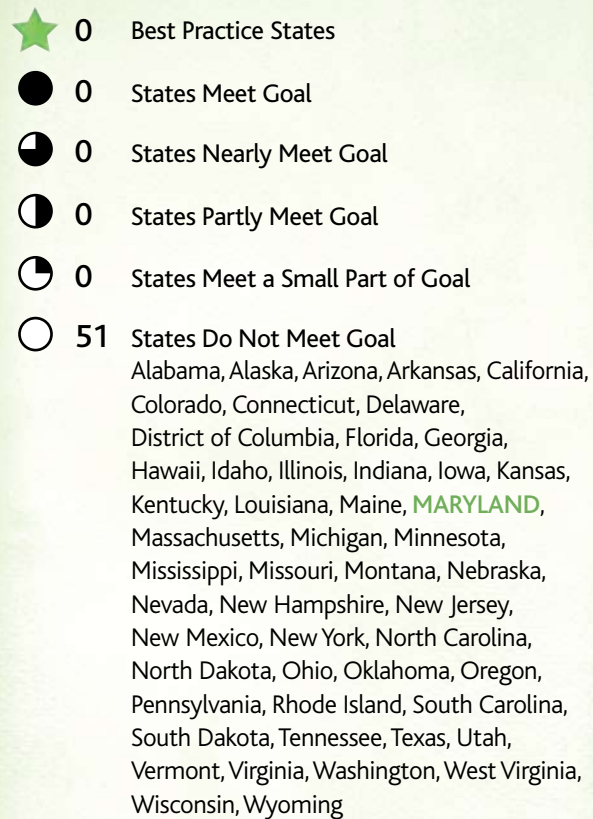 0 Best Practice States
0 States Meet Goal
0 States Nearly Meet Goal
0 States Partly Meet Goal
0 States Meet a Small Part of Goal
51 States Do Not Meet Goal
Alabama, Alaska, Arizona, Arkansas, California,
Colorado, Connecticut, Delaware,
District of Columbia, Florida, Georgia,
Hawaii, Idaho, Illinois, Indiana, Iowa, Kansas,
Kentucky, Louisiana, Maine, MARYLAND,
Massachusetts, Michigan, Minnesota,
Mississippi, Missouri, Montana, Nebraska,
Nevada, New Hampshire, New Jersey,
New Mexico, New York, North Carolina,
North Dakota, Ohio, Oklahoma, Oregon,
Pennsylvania, Rhode Island, South Carolina,
South Dakota, Tennessee, Texas, Utah,
Vermont, Virginia, Washington, West Virginia,
Wisconsin, Wyoming